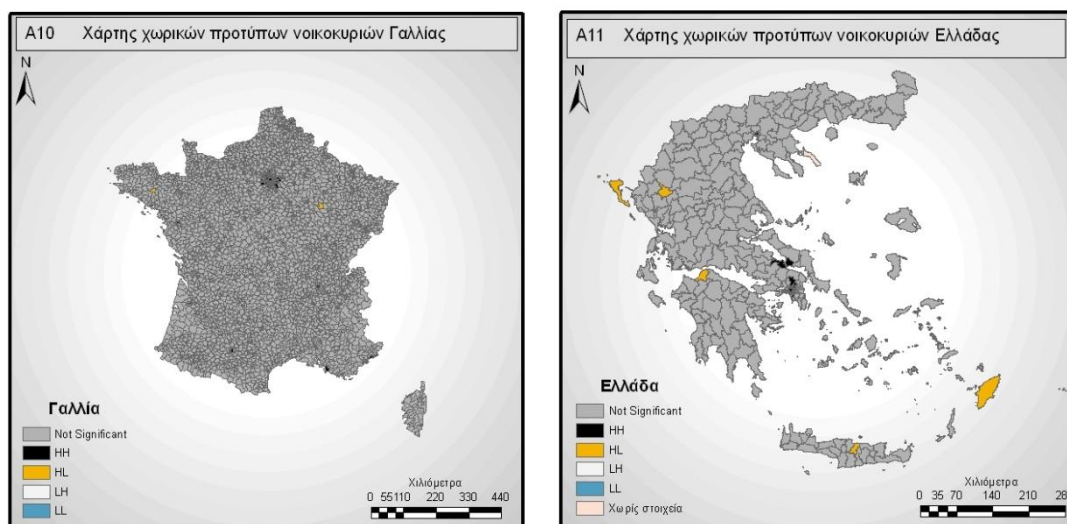 A10 Χάρτης χωρικών προτύπων νοικοκυριών Γαλλίας
N
Γαλλία
Not Significant
HH
HL
LH
LL
Χιλιόμετρα
0 55110 220 330 440
A11 Χάρτης χωρικών προτύπων νοικοκυριών Ελλάδας
N
Ελλάδα
Not Significant
HH
HL
LH
LL
Χωρίς στοιχεία
Χιλιόμετρα
0 35 70 140 210 28